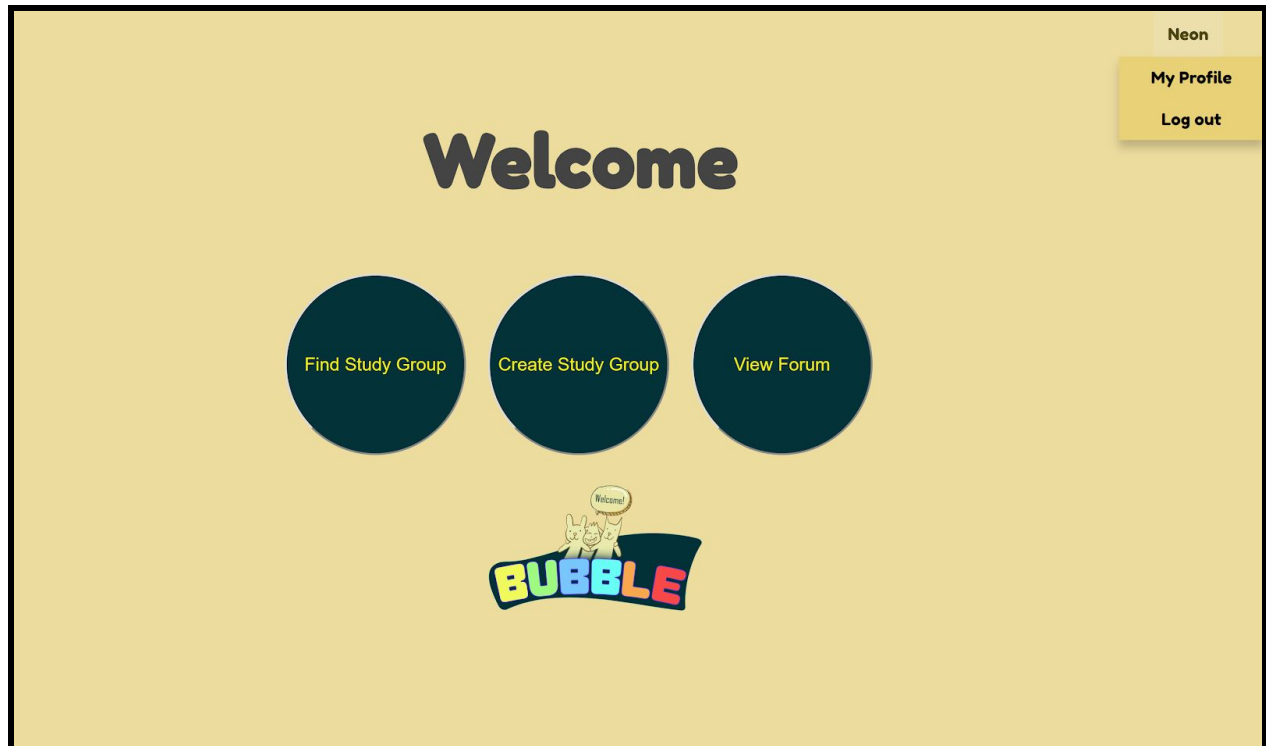 Neon
My Profile
Log out
Welcome
Find Study Group
Create Study Group
View Forum
Welcome!
BUBBLE